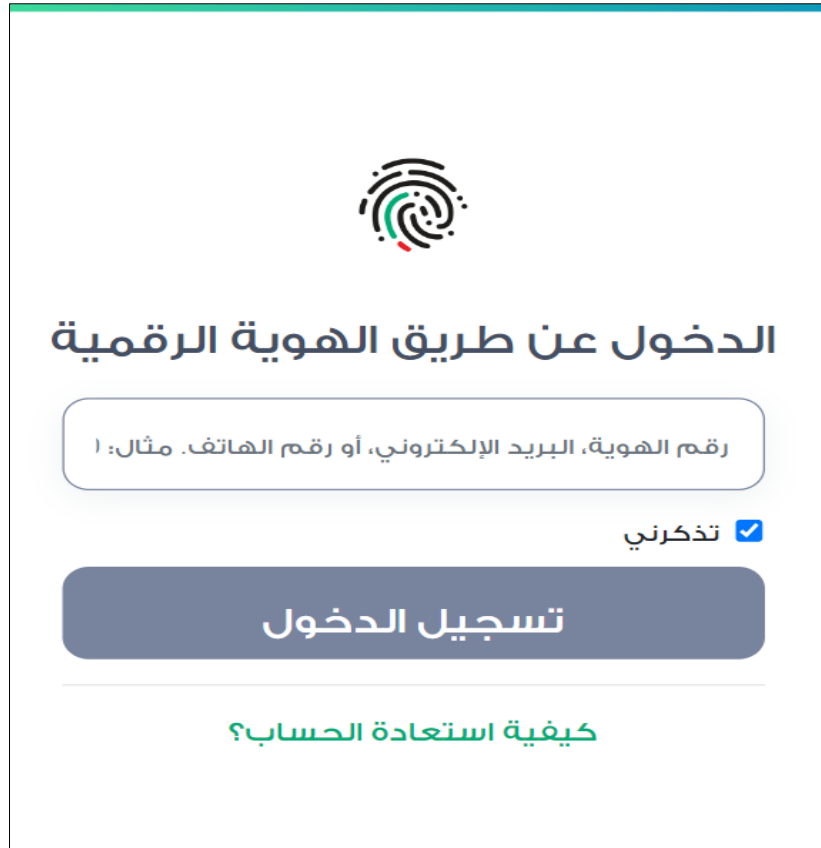 الدخول عن طريق الهوية الرقمية
رقم الهوية، البريد الإلكتروني، أو رقم الهاتف. مثال:
تذكرني
تسجيل الدخول
كيفية استعادة الحساب؟